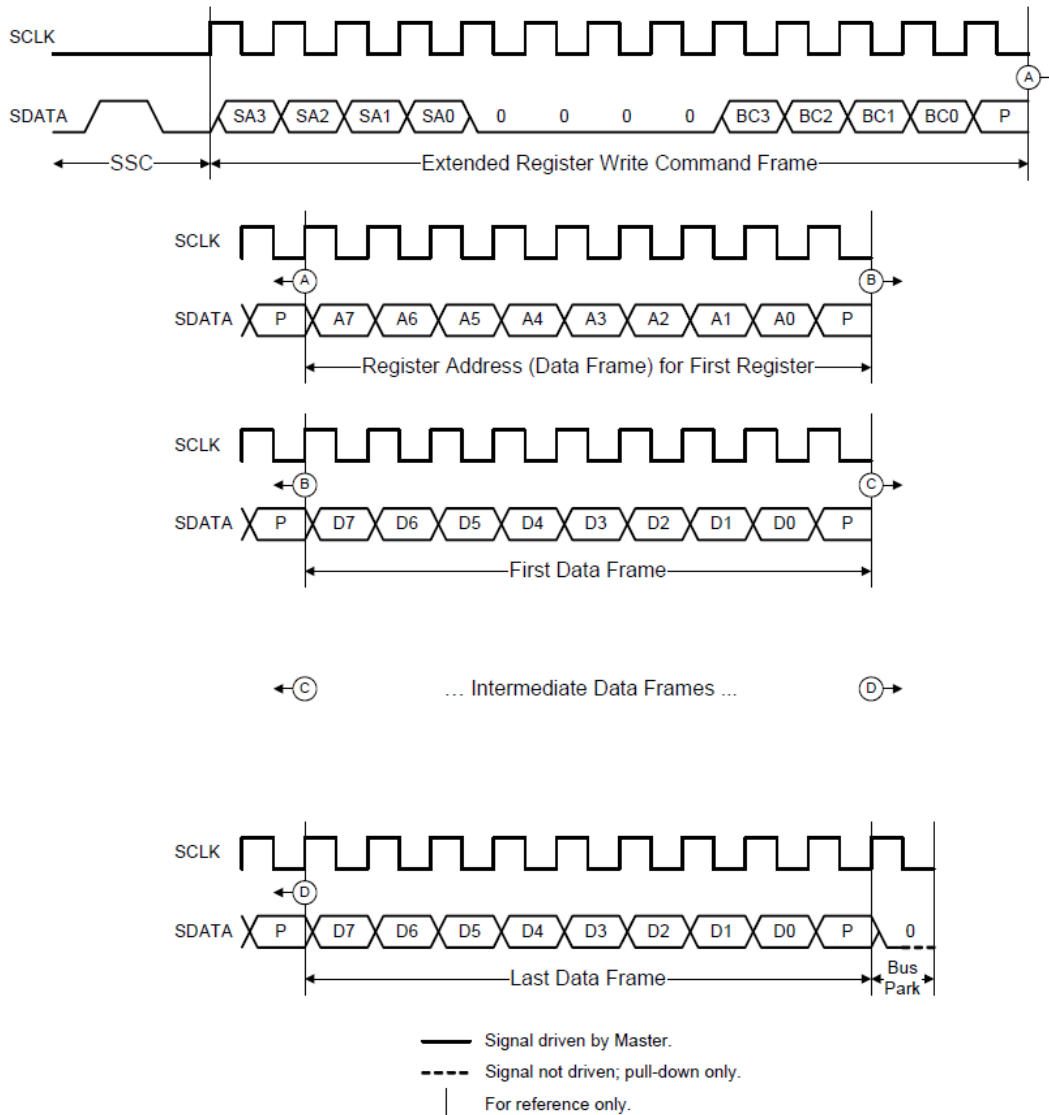 SCLK
A
SDATA SA3 SA2 SA1 SA0 0 0 0 0 BC3 BC2 BC1 BC0 P
SSC Extended Register Write Command Frame
SCLK
A B
SDATA P A7 A6 A5 A4 A3 A2 A1 A0 P
Register Address (Data Frame) for First Register
SCLK
B C
SDATA P D7 D6 D5 D4 D3 D2 D1 D0 P
First Data Frame
C ... Intermediate Data Frames ... D
SCLK
D
SDATA P D7 D6 D5 D4 D3 D2 D1 D0 P 0
Last Data Frame
Bus
Park
Signal driven by Master.
Signal not driven; pull-down only.
For reference only.